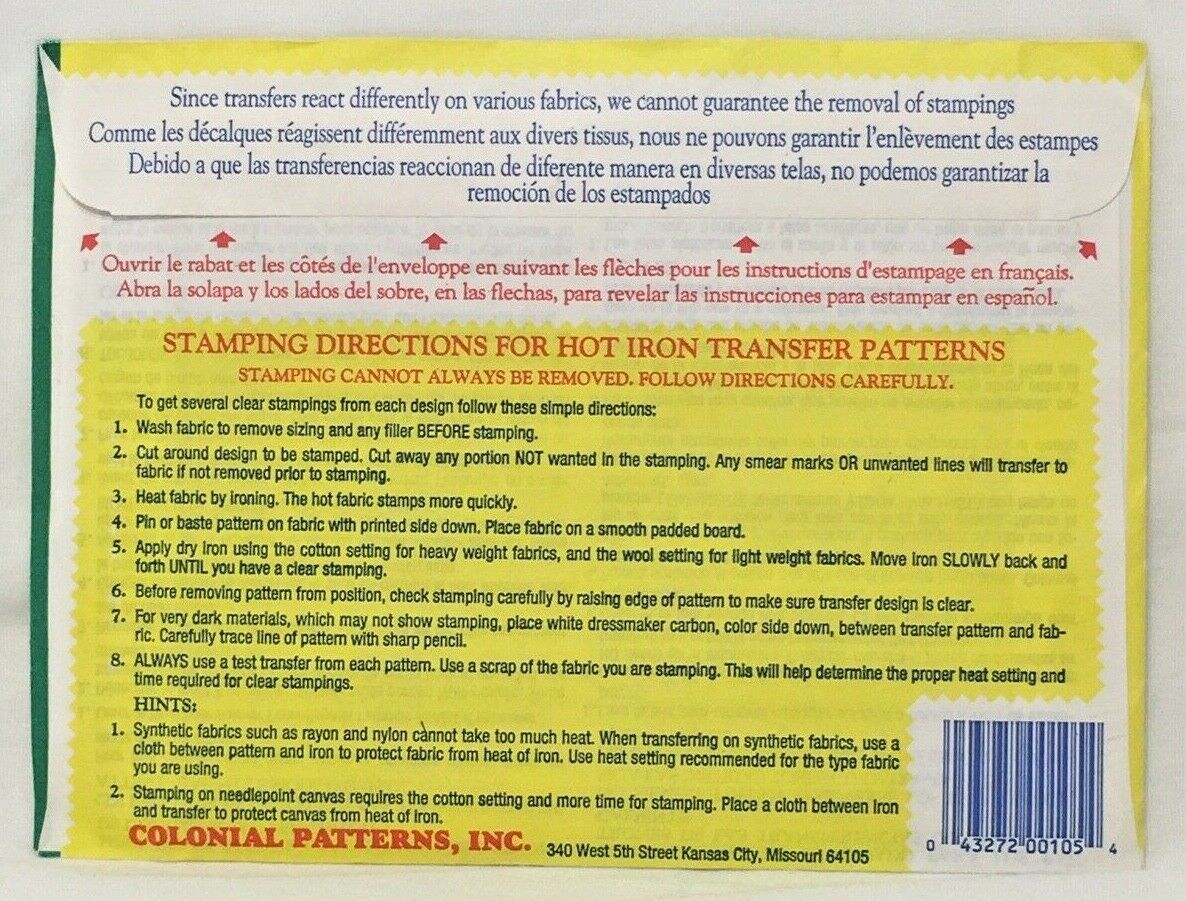 Since transfers react differently on various fabrics, we cannot guarantee the removal of stampings
Comme les décalques réagissent différemment aux divers tissus, nous ne pouvons garantir l'enlèvement des estampes
Debido a que las transferencias reaccionan de diferente manera en diversas telas, no podemos garantizar la
remoción de los estampados
Ouvrir le rabat et les côtés de l'enveloppe en suivant les flèches pour les instructions d'estampage en français.
Abra la solapa y los lados del sobre, en las flechas, para revelar las instrucciones para estampar en español.
STAMPING DIRECTIONS FOR HOT IRON TRANSFER PATTERNS
STAMPING CANNOT ALWAYS BE REMOVED. FOLLOW DIRECTIONS CAREFULLY.
To get several clear stampings from each design follow these simple directions:
1. Wash fabric to remove sizing and any filler BEFORE stamping.
2. Cut around design to be stamped. Cut away any portion NOT wanted in the stamping. Any smear marks OR unwanted lines will transfer to
fabric if not removed prior to stamping.
3. Heat fabric by ironing. The hot fabric stamps more quickly.
4. Pin or baste pattern on fabric with printed side down. Place fabric on a smooth padded board.
5. Apply dry iron using the cotton setting for heavy weight fabrics, and the wool setting for light weight fabrics. Move iron SLOWLY back and
forth UNTIL you have a clear stamping.
6. Before removing pattern from position, check stamping carefully by raising edge of pattern to make sure transfer design is clear.
7. For very dark materials, which may not show stamping, place white dressmaker carbon, color side down, between transfer pattern and fab-
ric. Carefully trace line of pattern with sharp pencil.
8. ALWAYS use a test transfer from each pattern. Use a scrap of the fabric you are stamping. This will help determine the proper heat setting and
time required for clear stampings.
HINTS:
1. Synthetic fabrics such as rayon and nylon cannot take too much heat. When transferring on synthetic fabrics, use a
cloth between pattern and iron to protect fabric from heat of iron. Use heat setting recommended for the type fabric
you are using.
2. Stamping on needlepoint canvas requires the cotton setting and more time for stamping. Place a cloth between iron
and transfer to protect canvas from heat of iron.
COLONIAL PATTERNS, INC. 340 West 5th Street Kansas City, Missouri 64105
0 43272 00105 4